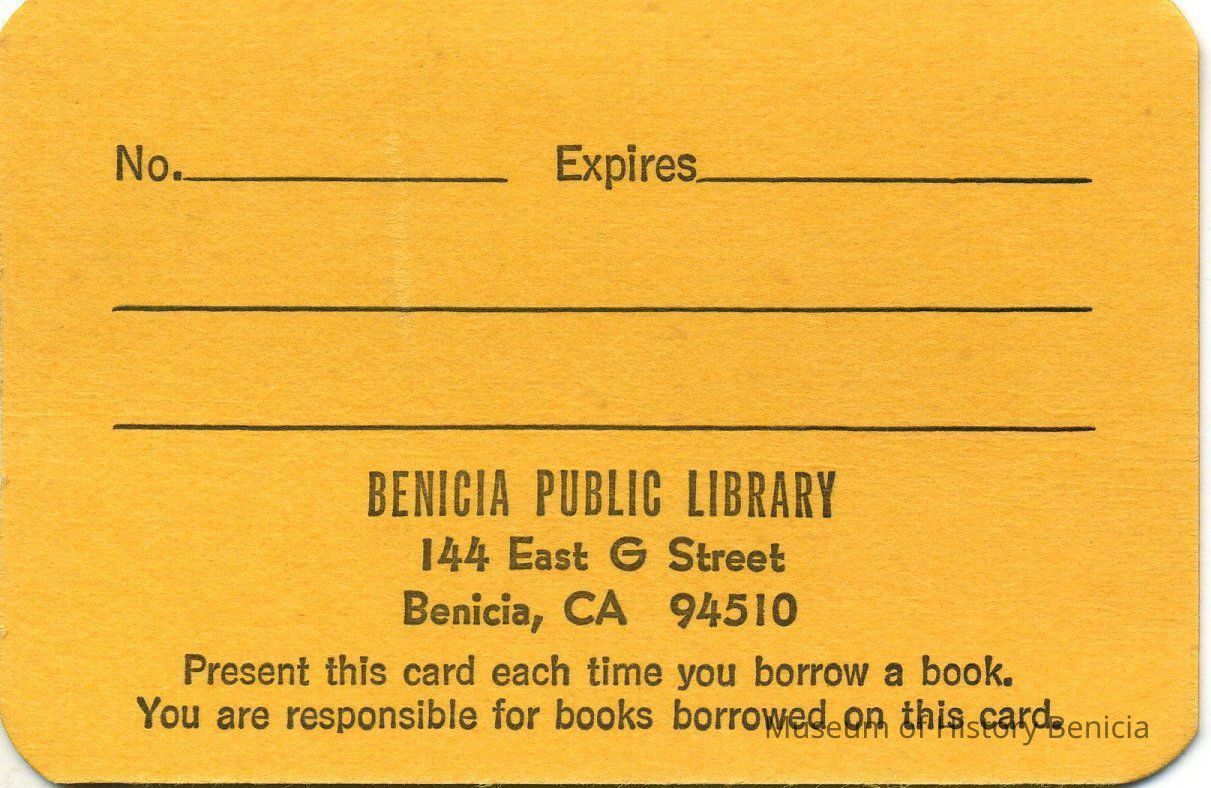 No. Expires
BENICIA PUBLIC LIBRARY
144 East G Street
Benicia, CA 94510
Present this card each time you borrow a book.
You are responsible for books borrowed on this card.
Museum of History Benicia